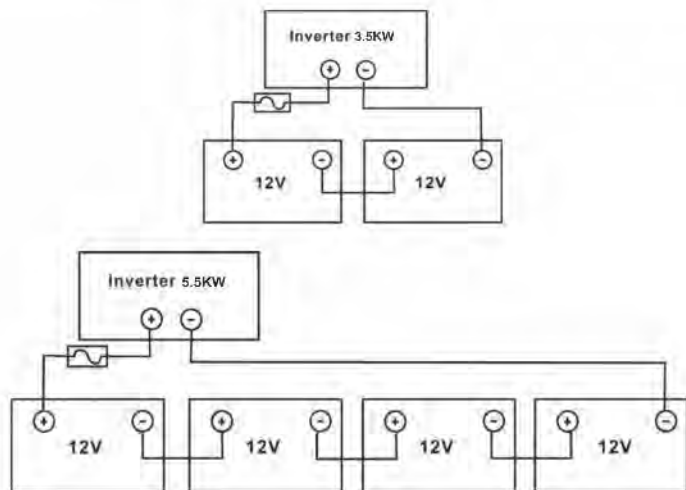 Inverter 3.5KW
+ −
+ − + −
12V 12V
Inverter 5.5KW
+ −
+ − + − + − + −
12V 12V 12V 12V